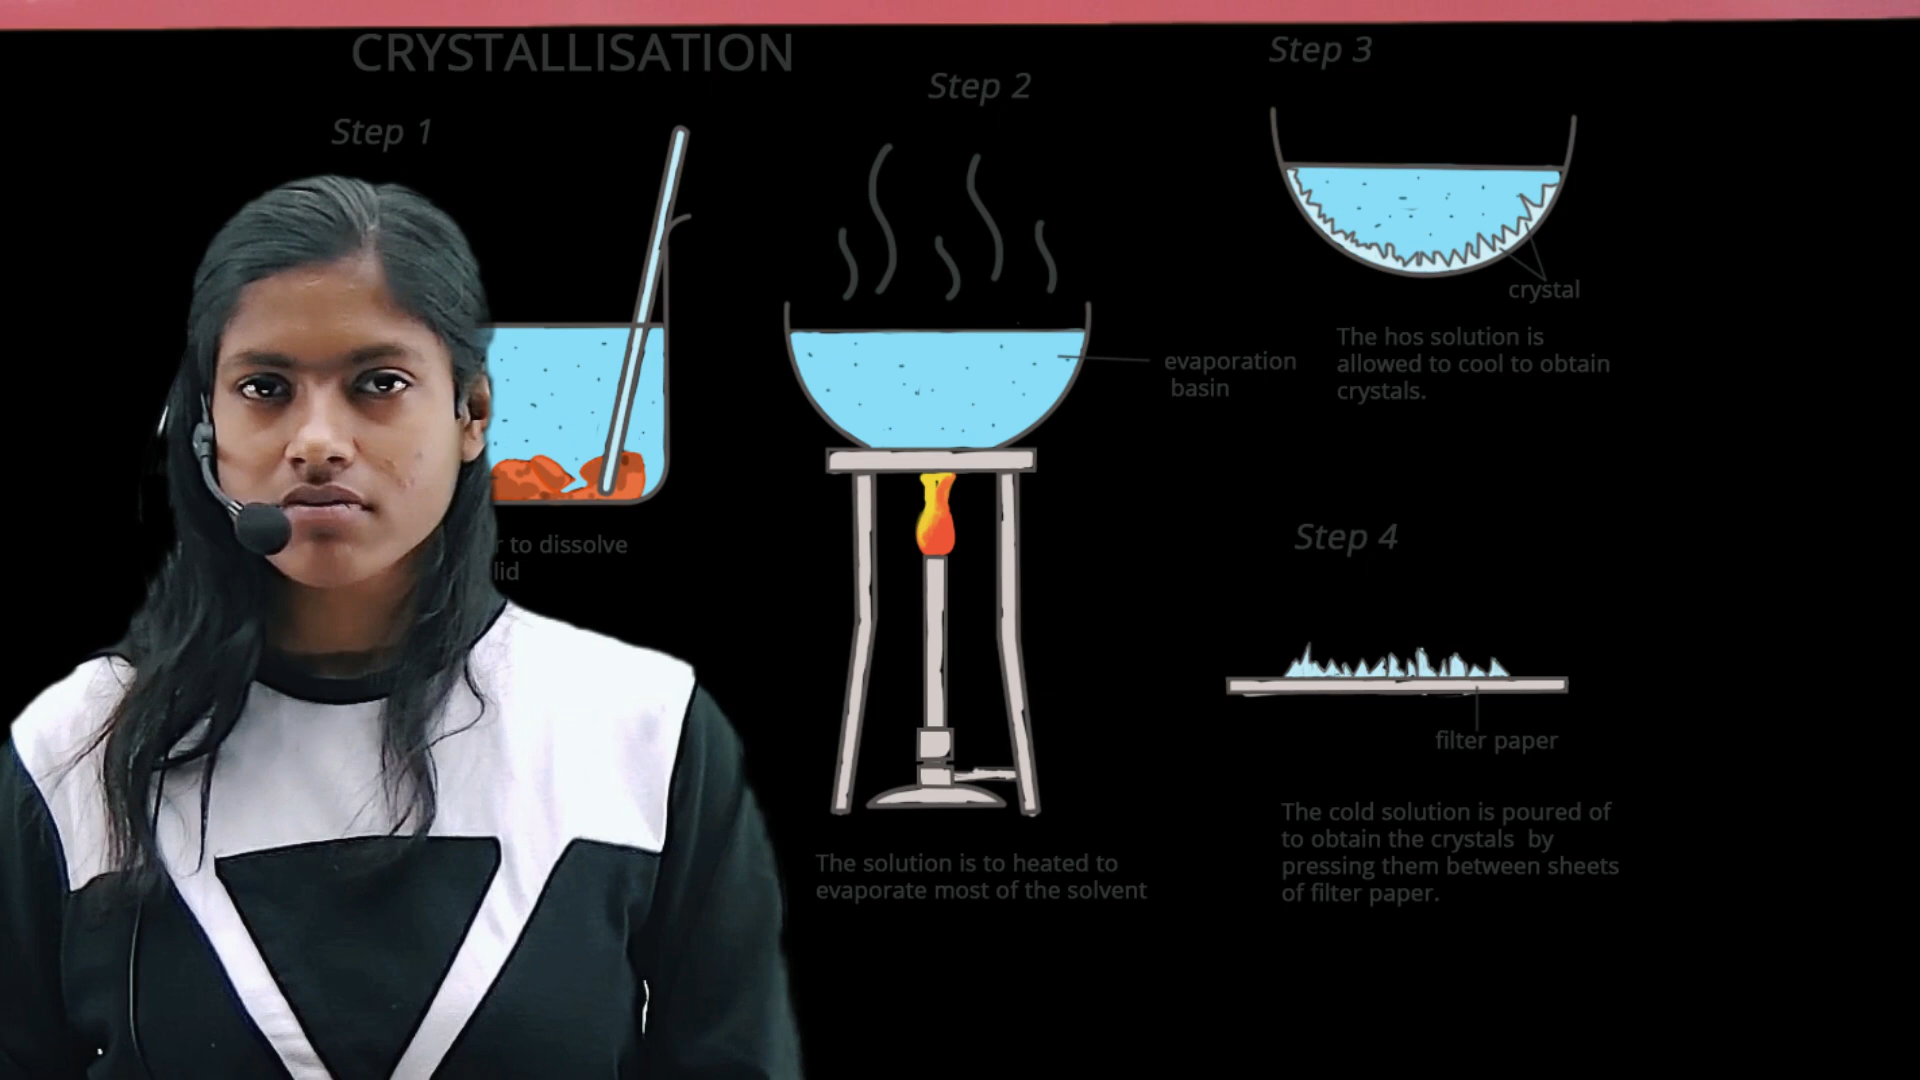 CRYSTALLISATION
Step 1
to dissolve
Step 2
evaporation
basin
The solution is to heated to
evaporate most of the solvent
Step 3
crystal
The hos solution is
allowed to cool to obtain
crystals.
Step 4
filter paper
The cold solution is poured of
to obtain the crystals by
pressing them between sheets
of filter paper.